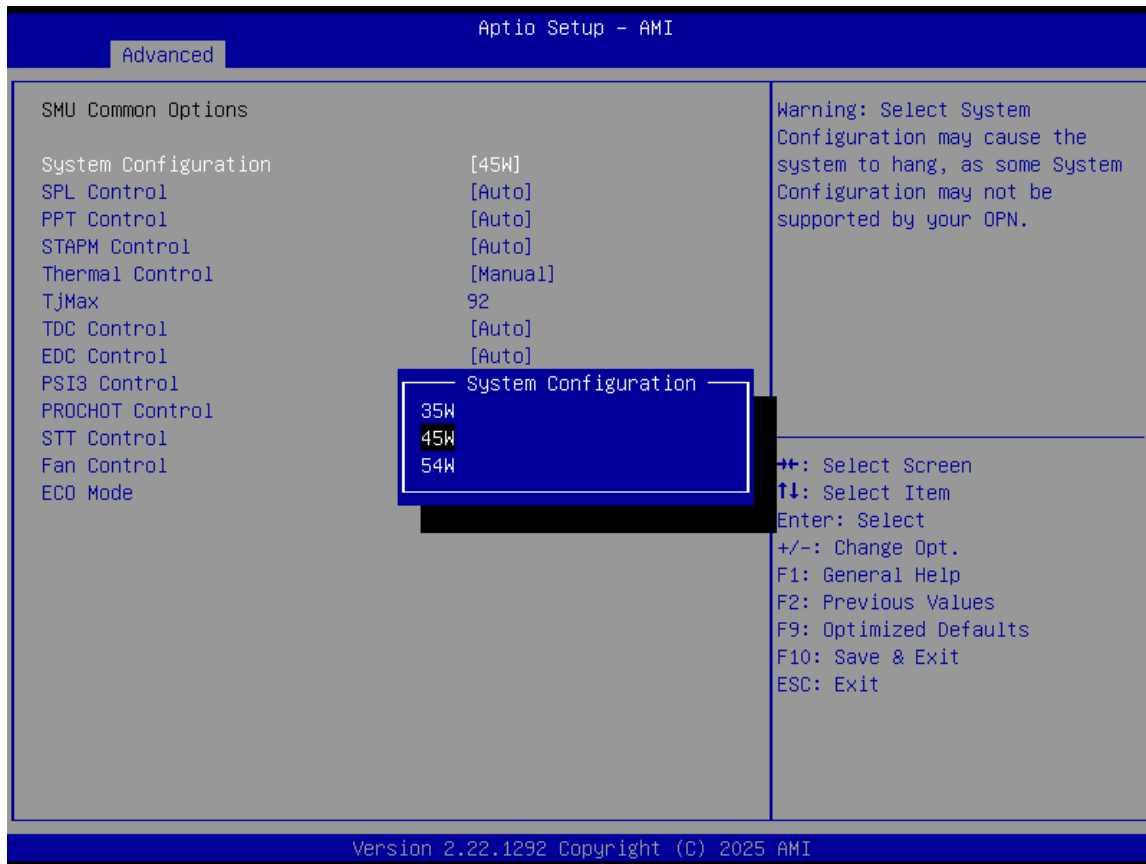 Aptio Setup – AMI
Advanced
SMU Common Options
System Configuration [45W]
SPL Control [Auto]
PPT Control [Auto]
STAPM Control [Auto]
Thermal Control [Manual]
TjMax 92
TDC Control [Auto]
EDC Control [Auto]
PSI3 Control
PROCHOT Control
STT Control
Fan Control
ECO Mode
System Configuration
35W
45W
54W
Warning: Select System
Configuration may cause the
system to hang, as some System
Configuration may not be
supported by your OPN.
→←: Select Screen
↑↓: Select Item
Enter: Select
+/-: Change Opt.
F1: General Help
F2: Previous Values
F9: Optimized Defaults
F10: Save & Exit
ESC: Exit
Version 2.22.1292 Copyright (C) 2025 AMI